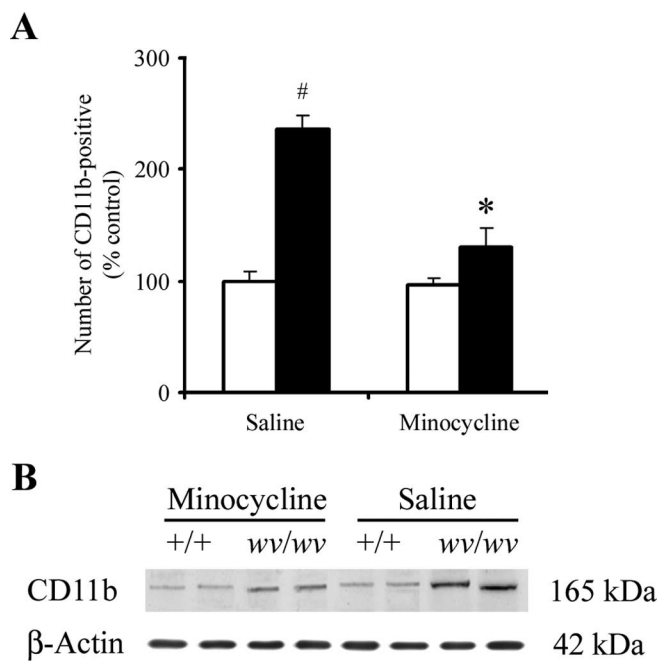 A
Number of CD11b-positive
(% control)
300
200
100
0
#
*
Saline Minocycline
B
Minocycline Saline
+/+ wv/wv +/+ wv/wv
CD11b 165 kDa
β-Actin 42 kDa